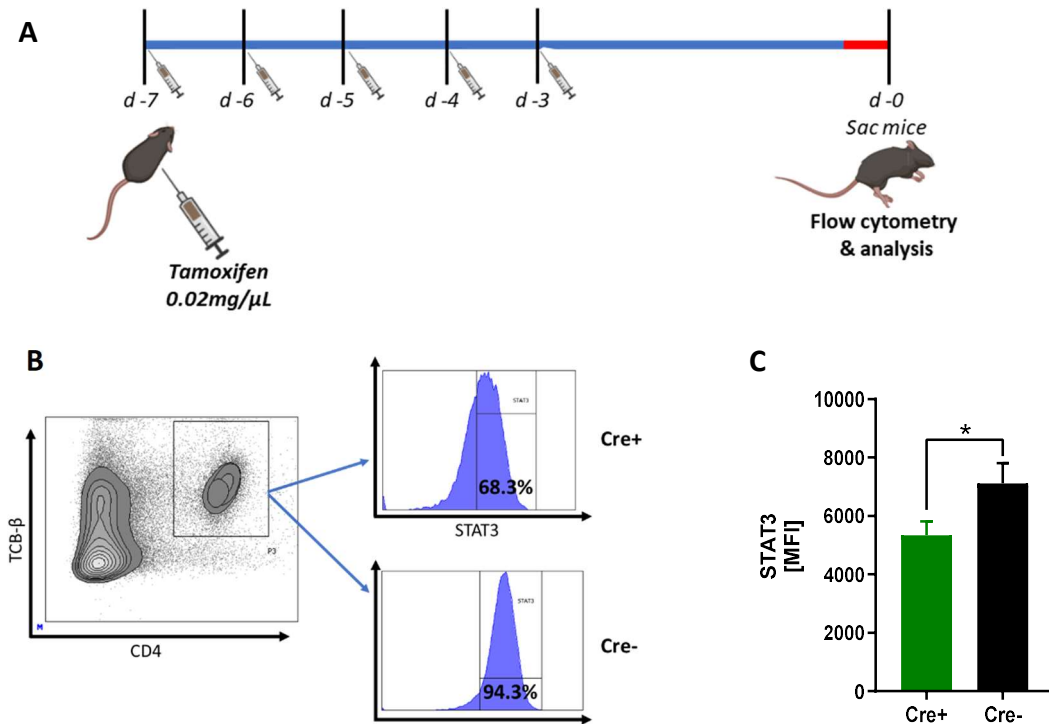 A
d -7
d -6
d -5
d -4
d -3
d -0
Sac mice
Flow cytometry
& analysis
Tamoxifen
0.02mg/µL
B
TCB-β
P3
M
CD4
STAT3
68.3%
STAT3
Cre+
STAT3
94.3%
Cre-
C
STAT3
[MFI]
10000
8000
6000
4000
2000
0
*
Cre+
Cre-